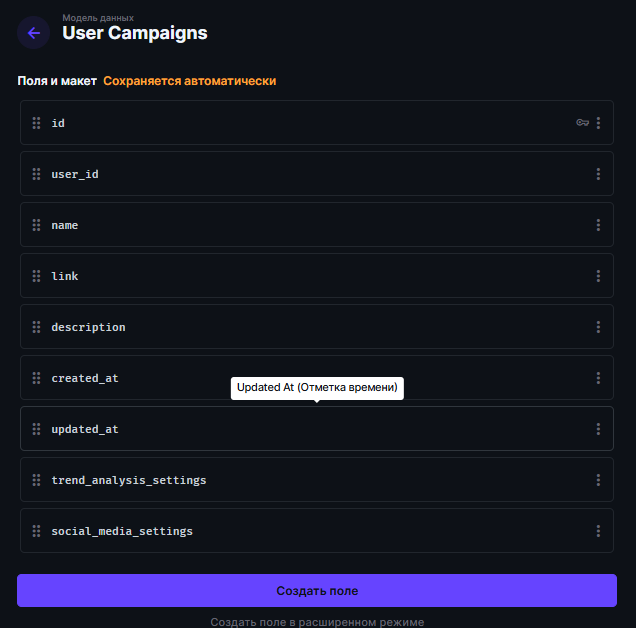 Модель данных
User Campaigns
Поля и макет Сохраняется автоматически
id
user_id
name
link
description
created_at
Updated At (Отметка времени)
updated_at
trend_analysis_settings
social_media_settings
Создать поле
Создать поле в расширенном режиме